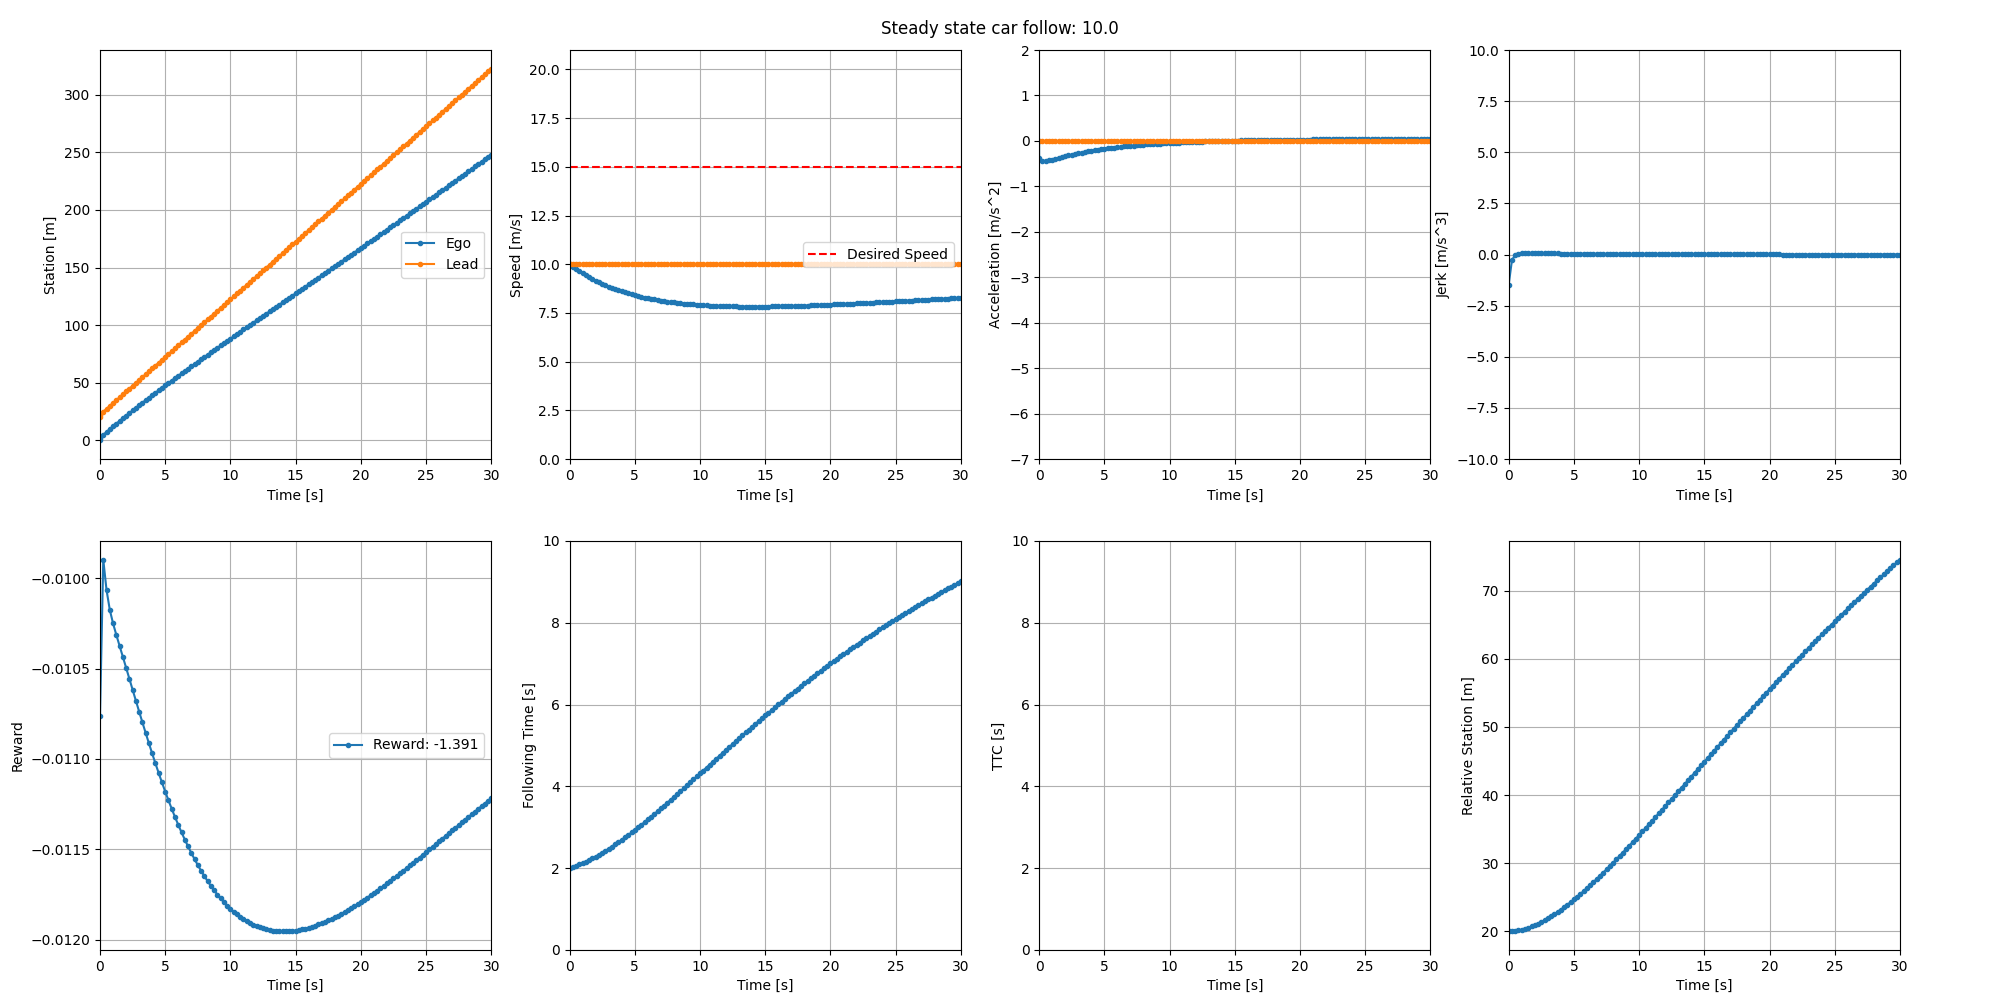 Steady state car follow: 10.0
Station [m]
300
250
200
150
100
50
0
Ego
Lead
0 5 10 15 20 25 30
Time [s]
Speed [m/s]
20.0
17.5
15.0
12.5
10.0
7.5
5.0
2.5
0.0
Desired Speed
0 5 10 15 20 25 30
Time [s]
Acceleration [m/s^2]
2
1
0
−1
−2
−3
−4
−5
−6
−7
0 5 10 15 20 25 30
Time [s]
Jerk [m/s^3]
10.0
7.5
5.0
2.5
0.0
−2.5
−5.0
−7.5
−10.0
0 5 10 15 20 25 30
Time [s]
Reward
−0.0100
−0.0105
−0.0110
−0.0115
−0.0120
Reward: -1.391
0 5 10 15 20 25 30
Time [s]
Following Time [s]
10
8
6
4
2
0
0 5 10 15 20 25 30
Time [s]
TTC [s]
10
8
6
4
2
0
0 5 10 15 20 25 30
Time [s]
Relative Station [m]
70
60
50
40
30
20
0 5 10 15 20 25 30
Time [s]